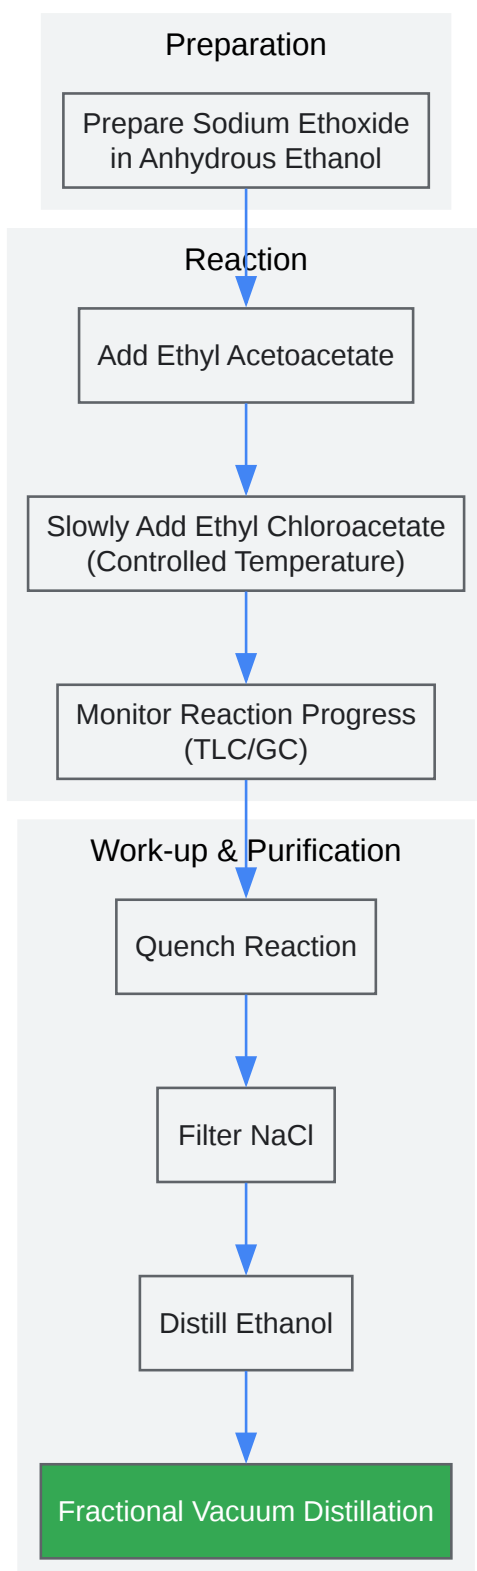 Preparation
Prepare Sodium Ethoxide
in Anhydrous Ethanol
Reaction
Add Ethyl Acetoacetate
Slowly Add Ethyl Chloroacetate
(Controlled Temperature)
Monitor Reaction Progress
(TLC/GC)
Work-up & Purification
Quench Reaction
Filter NaCl
Distill Ethanol
Fractional Vacuum Distillation